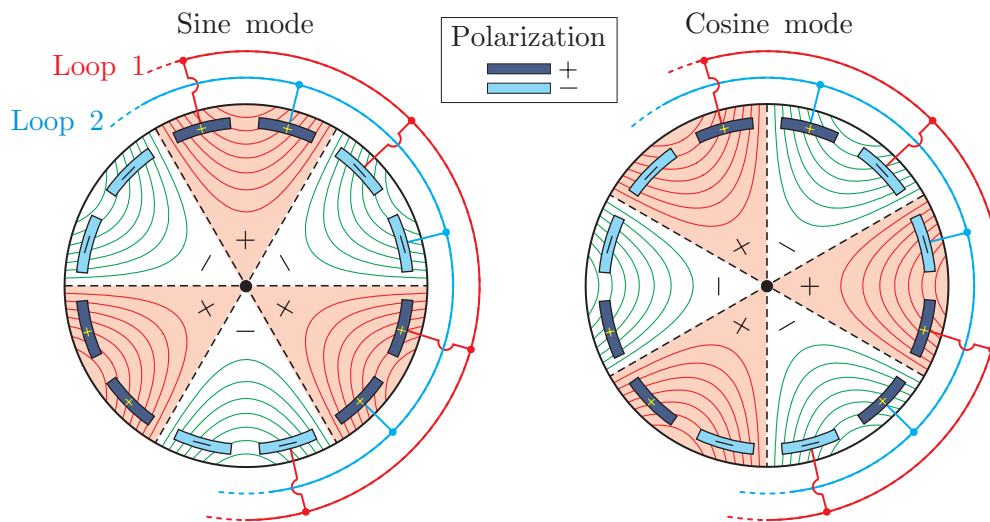 Sine mode
Cosine mode
Polarization
+
−
Loop 1
Loop 2